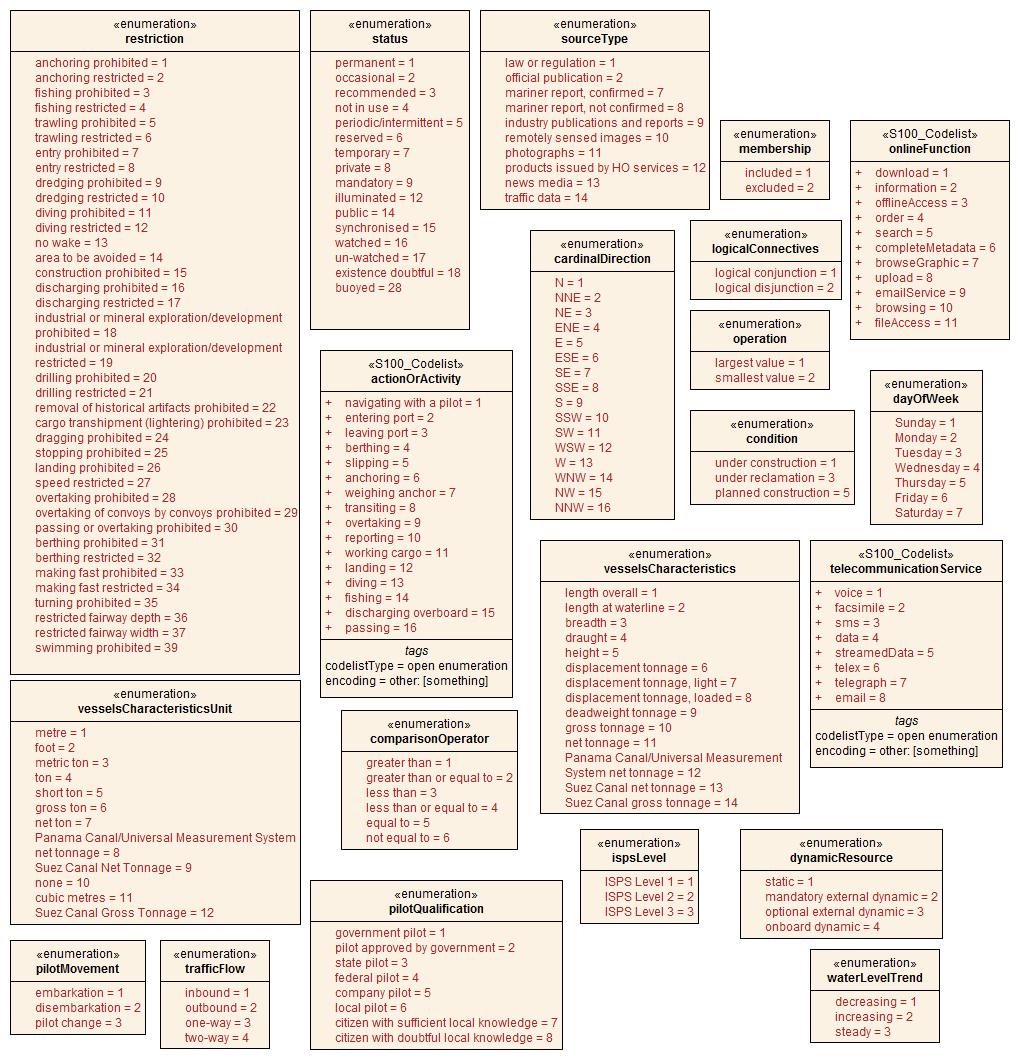 «enumeration»
restriction
anchoring prohibited = 1
anchoring restricted = 2
fishing prohibited = 3
fishing restricted = 4
trawling prohibited = 5
trawling restricted = 6
entry prohibited = 7
entry restricted = 8
dredging prohibited = 9
dredging restricted = 10
diving prohibited = 11
diving restricted = 12
no wake = 13
area to be avoided = 14
construction prohibited = 15
discharging prohibited = 16
discharging restricted = 17
industrial or mineral exploration/development
prohibited = 18
industrial or mineral exploration/development
restricted = 19
drilling prohibited = 20
drilling restricted = 21
removal of historical artifacts prohibited = 22
cargo transhipment (lightering) prohibited = 23
dragging prohibited = 24
stopping prohibited = 25
landing prohibited = 26
speed restricted = 27
overtaking prohibited = 28
overtaking of convoys by convoys prohibited = 29
passing or overtaking prohibited = 30
berthing prohibited = 31
berthing restricted = 32
making fast prohibited = 33
making fast restricted = 34
turning prohibited = 35
restricted fairway depth = 36
restricted fairway width = 37
swimming prohibited = 39
«enumeration»
status
permanent = 1
occasional = 2
recommended = 3
not in use = 4
periodic/intermittent = 5
reserved = 6
temporary = 7
private = 8
mandatory = 9
illuminated = 12
public = 14
synchronised = 15
watched = 16
un-watched = 17
existence doubtful = 18
buoyed = 28
«enumeration»
sourceType
law or regulation = 1
official publication = 2
mariner report, confirmed = 7
mariner report, not confirmed = 8
industry publications and reports = 9
remotely sensed images = 10
photographs = 11
products issued by HO services = 12
news media = 13
traffic data = 14
«enumeration»
membership
included = 1
excluded = 2
«S100_Codelist»
onlineFunction
+ download = 1
+ information = 2
+ offlineAccess = 3
+ order = 4
+ search = 5
+ completeMetadata = 6
+ browseGraphic = 7
+ upload = 8
+ emailService = 9
+ browsing = 10
+ fileAccess = 11
«enumeration»
cardinalDirection
N = 1
NNE = 2
NE = 3
ENE = 4
E = 5
ESE = 6
SE = 7
SSE = 8
S = 9
SSW = 10
SW = 11
WSW = 12
W = 13
WNW = 14
NW = 15
NNW = 16
«enumeration»
logicalConnectives
logical conjunction = 1
logical disjunction = 2
«enumeration»
operation
largest value = 1
smallest value = 2
«enumeration»
condition
under construction = 1
under reclamation = 3
planned construction = 5
«enumeration»
dayOfWeek
Sunday = 1
Monday = 2
Tuesday = 3
Wednesday = 4
Thursday = 5
Friday = 6
Saturday = 7
«S100_Codelist»
actionOrActivity
+ navigating with a pilot = 1
+ entering port = 2
+ leaving port = 3
+ berthing = 4
+ slipping = 5
+ anchoring = 6
+ weighing anchor = 7
+ transiting = 8
+ overtaking = 9
+ reporting = 10
+ working cargo = 11
+ landing = 12
+ diving = 13
+ fishing = 14
+ discharging overboard = 15
+ passing = 16
tags
codelistType = open enumeration
encoding = other: [something]
«enumeration»
vesselsCharacteristics
length overall = 1
length at waterline = 2
breadth = 3
draught = 4
height = 5
displacement tonnage = 6
displacement tonnage, light = 7
displacement tonnage, loaded = 8
deadweight tonnage = 9
gross tonnage = 10
net tonnage = 11
Panama Canal/Universal Measurement
System net tonnage = 12
Suez Canal net tonnage = 13
Suez Canal gross tonnage = 14
«S100_Codelist»
telecommunicationService
+ voice = 1
+ facsimile = 2
+ sms = 3
+ data = 4
+ streamedData = 5
+ telex = 6
+ telegraph = 7
+ email = 8
tags
codelistType = open enumeration
encoding = other: [something]
«enumeration»
vesselsCharacteristicsUnit
metre = 1
foot = 2
metric ton = 3
ton = 4
short ton = 5
gross ton = 6
net ton = 7
Panama Canal/Universal Measurement System
net tonnage = 8
Suez Canal Net Tonnage = 9
none = 10
cubic metres = 11
Suez Canal Gross Tonnage = 12
«enumeration»
comparisonOperator
greater than = 1
greater than or equal to = 2
less than = 3
less than or equal to = 4
equal to = 5
not equal to = 6
«enumeration»
ispsLevel
ISPS Level 1 = 1
ISPS Level 2 = 2
ISPS Level 3 = 3
«enumeration»
dynamicResource
static = 1
mandatory external dynamic = 2
optional external dynamic = 3
onboard dynamic = 4
«enumeration»
pilotQualification
government pilot = 1
pilot approved by government = 2
state pilot = 3
federal pilot = 4
company pilot = 5
local pilot = 6
citizen with sufficient local knowledge = 7
citizen with doubtful local knowledge = 8
«enumeration»
pilotMovement
embarkation = 1
disembarkation = 2
pilot change = 3
«enumeration»
trafficFlow
inbound = 1
outbound = 2
one-way = 3
two-way = 4
«enumeration»
waterLevelTrend
decreasing = 1
increasing = 2
steady = 3